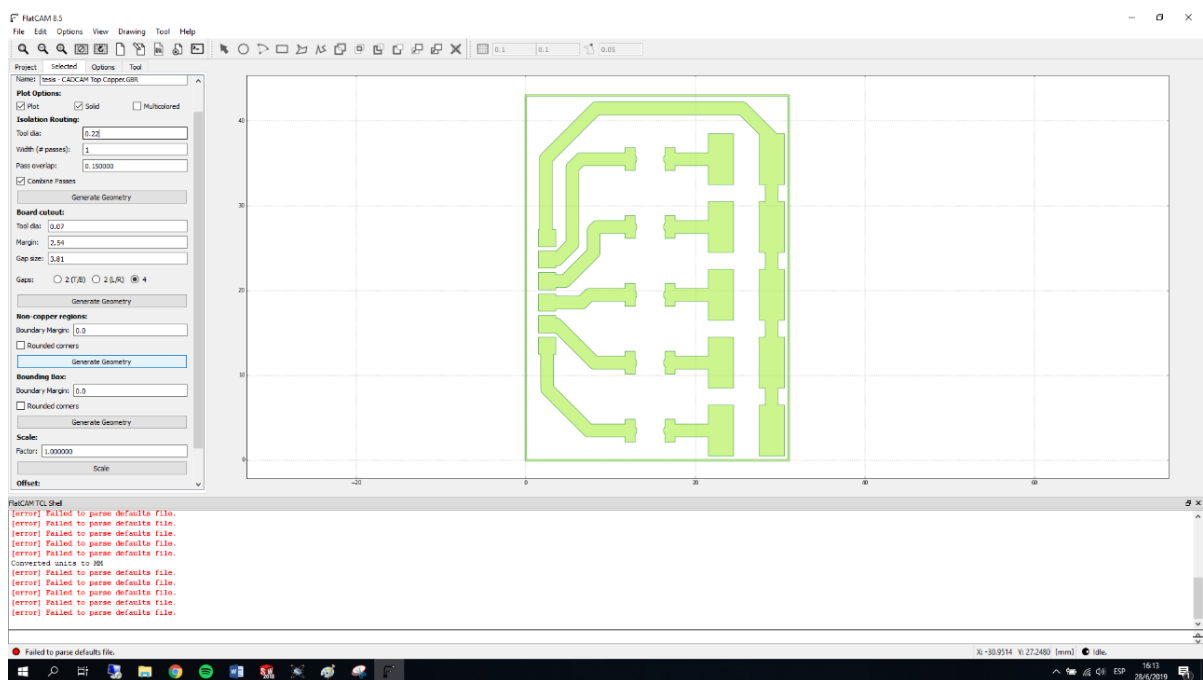 FlatCAM 8.5
File Edit Options View Drawing Tool Help
0.1 0.1 0.05
Project Selected Options Tool
Name: tesis - CADCAM Top Copper.GBR
Plot Options:
Plot Solid Multicolored
Isolation Routing:
Tool dia: 0.22
Width (# passes): 1
Pass overlap: 0.150000
Combine Passes
Generate Geometry
Board cutout:
Tool dia: 0.07
Margin: 2.54
Gap size: 3.81
Gaps: 2 (T/B) 2 (L/R) 4
Generate Geometry
Non-copper regions:
Boundary Margin: 0.0
Rounded corners
Generate Geometry
Bounding Box:
Boundary Margin: 0.0
Rounded corners
Generate Geometry
Scale:
Factor: 1.000000
Scale
Offset:
40
30
20
10
0
-20 0 20 40 60
FlatCAM TCL Shell
[error] Failed to parse defaults file.
[error] Failed to parse defaults file.
[error] Failed to parse defaults file.
[error] Failed to parse defaults file.
[error] Failed to parse defaults file.
Converted units to MM
[error] Failed to parse defaults file.
[error] Failed to parse defaults file.
[error] Failed to parse defaults file.
[error] Failed to parse defaults file.
[error] Failed to parse defaults file.
Failed to parse defaults file.
X: -30.9514 Y: 27.2480 [mm] Idle.
ESP
16:13
28/6/2019